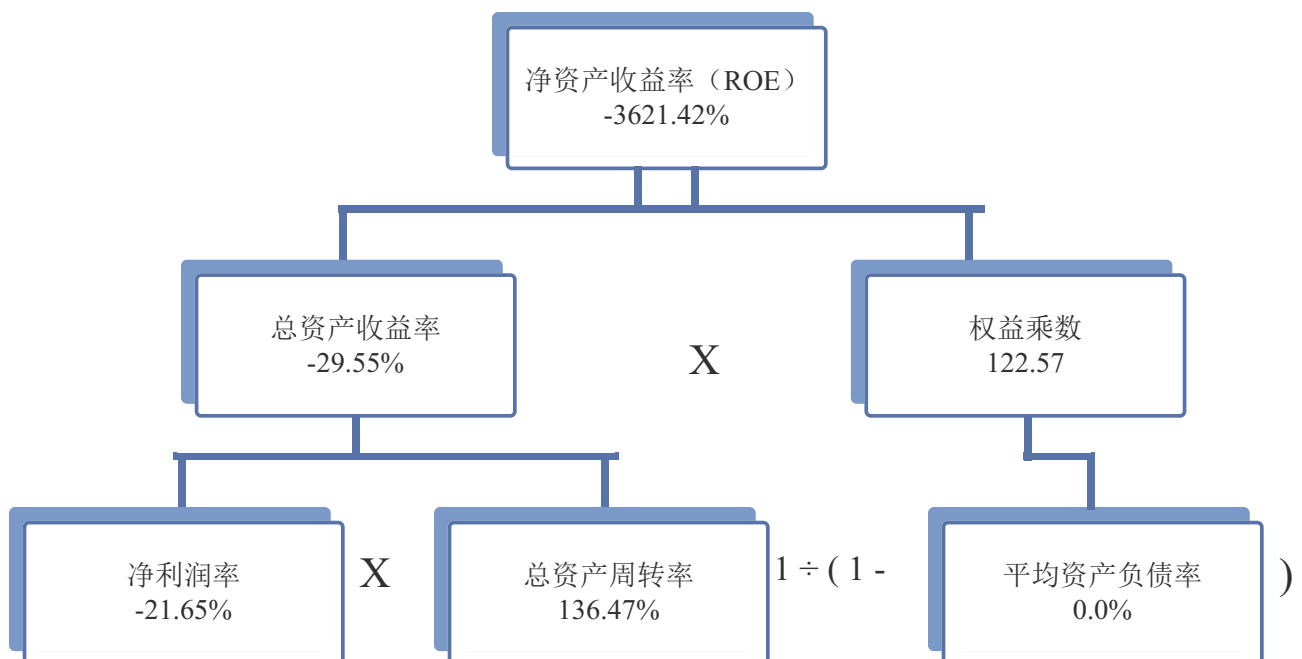 净资产收益率（ROE）
-3621.42%
总资产收益率
-29.55%
X
权益乘数
122.57
净利润率
-21.65%
X
总资产周转率
136.47%
1 ÷ ( 1 -
平均资产负债率
0.0%
)